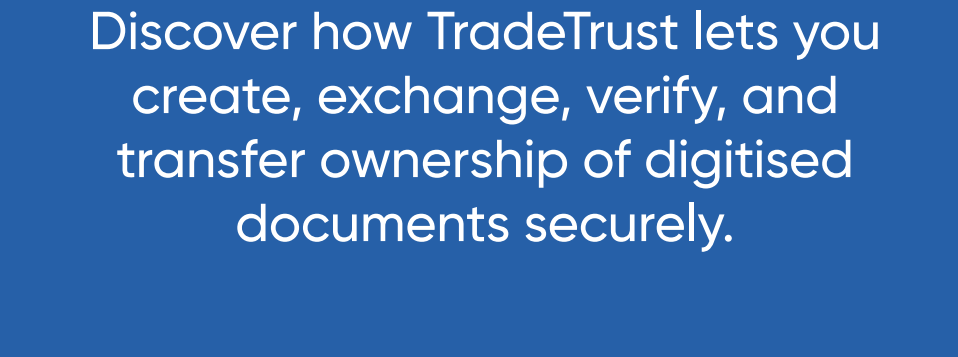 Discover how TradeTrust lets you
create, exchange, verify, and
transfer ownership of digitised
documents securely.